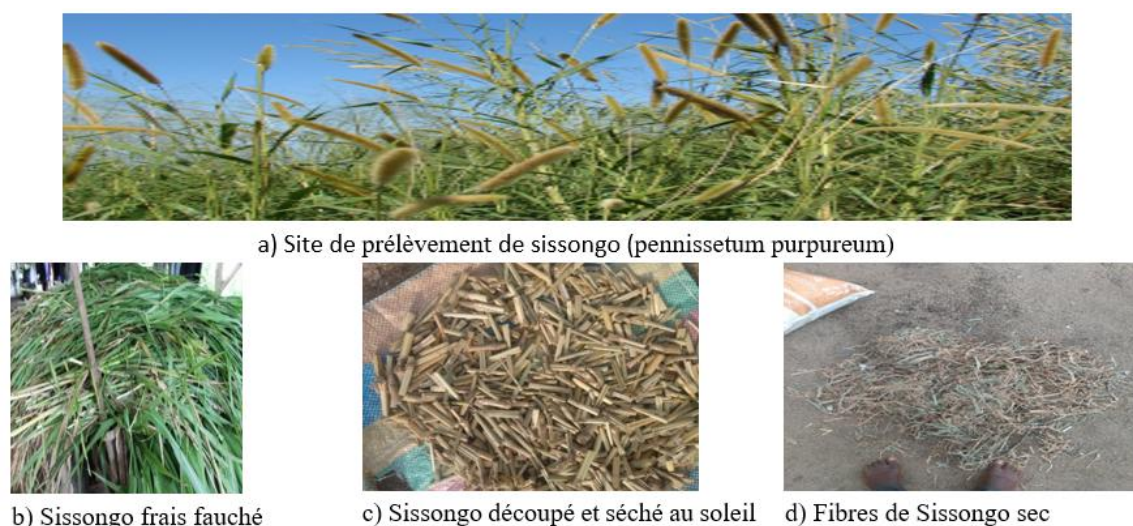 a) Site de prélèvement de sissongo (pennissetum purpureum)
b) Sissongo frais fauché
c) Sissongo découpé et séché au soleil
d) Fibres de Sissongo sec